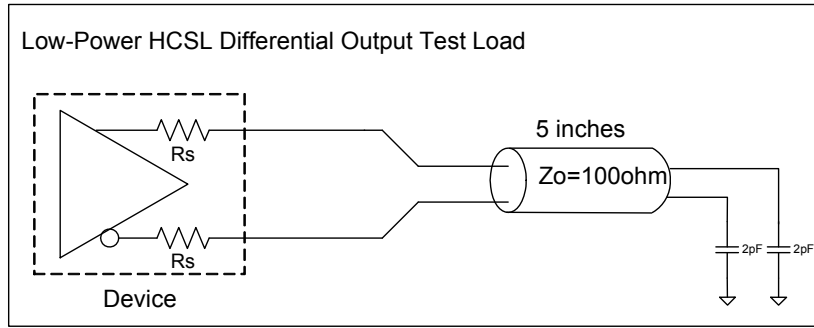 Low-Power HCSL Differential Output Test Load
5 inches
Rs
Zo=100ohm
2pF 2pF
Rs
Device